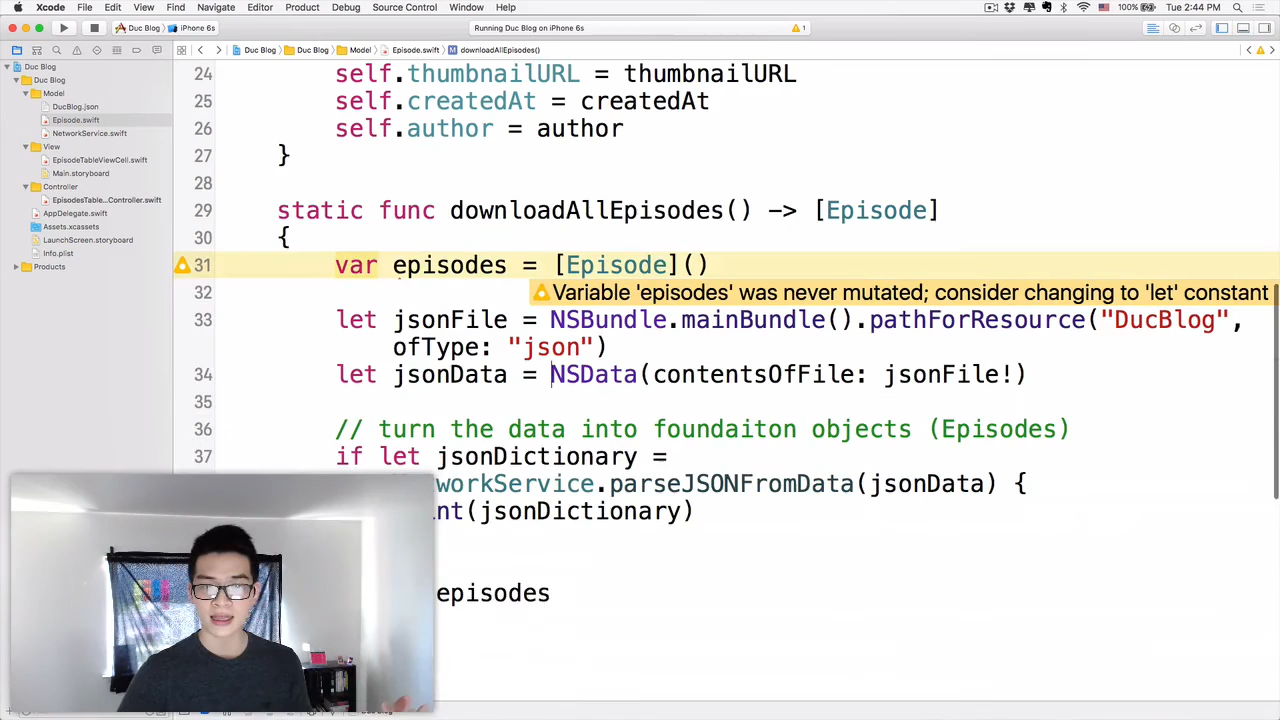 Xcode File Edit View Find Navigate Editor Product Debug Source Control Window Help 100% Tue 2:44 PM
Duc Blog iPhone 6s Running Duc Blog on iPhone 6s 1
Duc Blog Duc Blog Model Episode.swift M downloadAllEpisodes()
Duc Blog
Duc Blog
Model
DucBlog.json
Episode.swift
NetworkService.swift
View
EpisodeTableViewCell.swift
Main.storyboard
Controller
EpisodesTable...Controller.swift
AppDelegate.swift
Assets.xcassets
LaunchScreen.storyboard
Info.plist
Products
24 self.thumbnailURL = thumbnailURL
25 self.createdAt = createdAt
26 self.author = author
27 }
28
29 static func downloadAllEpisodes() -> [Episode]
30 {
31 var episodes = [Episode]()
32 Variable 'episodes' was never mutated; consider changing to 'let' constant
33 let jsonFile = NSBundle.mainBundle().pathForResource("DucBlog",
ofType: "json")
34 let jsonData = NSData(contentsOfFile: jsonFile!)
35
36 // turn the data into foundaiton objects (Episodes)
37 if let jsonDictionary =
workService.parseJSONFromData(jsonData) {
int(jsonDictionary)
episodes